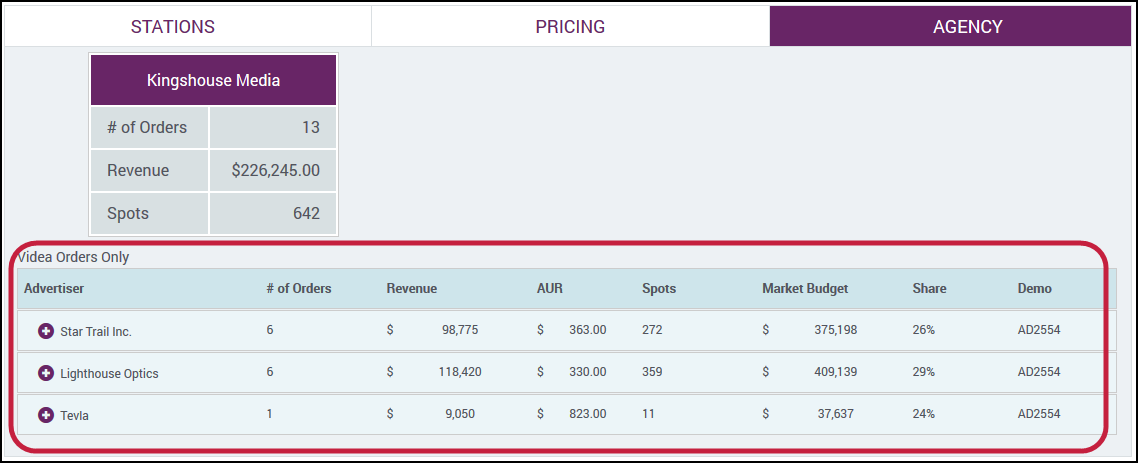 STATIONS PRICING AGENCY
Kingshouse Media
# of Orders 13
Revenue $226,245.00
Spots 642
Videa Orders Only
Advertiser # of Orders Revenue AUR Spots Market Budget Share Demo
Star Trail Inc. 6 $ 98,775 $ 363.00 272 $ 375,198 26% AD2554
Lighthouse Optics 6 $ 118,420 $ 330.00 359 $ 409,139 29% AD2554
Tevla 1 $ 9,050 $ 823.00 11 $ 37,637 24% AD2554